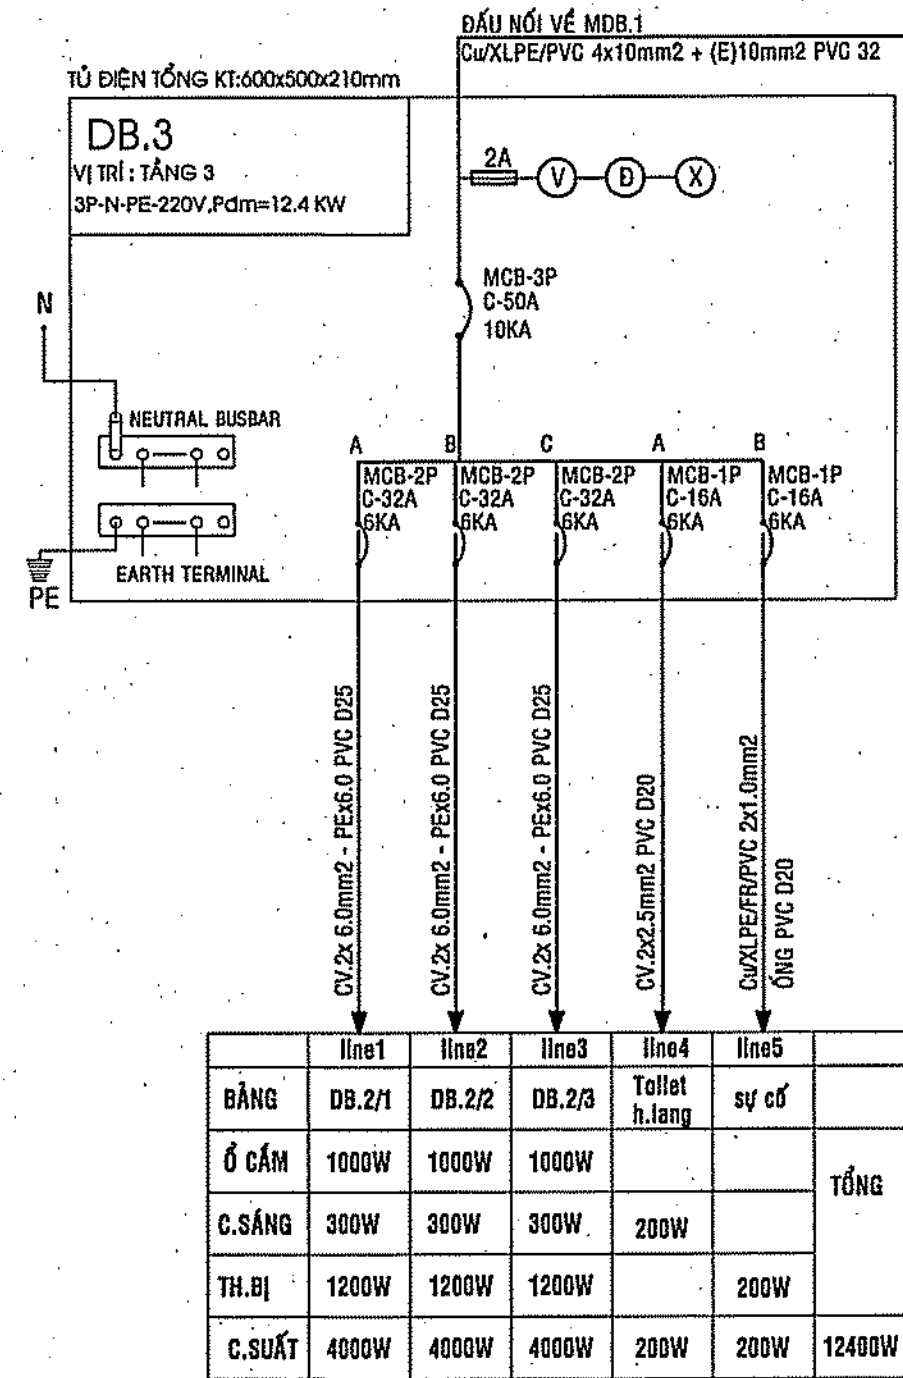 ĐẤU NỐI VỀ MDB.1
Cu/XLPE/PVC 4x10mm2 + (E)10mm2 PVC 32
TỦ ĐIỆN TỔNG KT:600x500x210mm
DB.3
VỊ TRÍ : TẦNG 3
3P-N-PE-220V,Pdm=12.4 KW
2A
V
Đ
X
MCB-3P
C-50A
10KA
N
NEUTRAL BUSBAR
EARTH TERMINAL
PE
A
B
C
A
B
MCB-2P
C-32A
6KA
MCB-2P
C-32A
6KA
MCB-2P
C-32A
6KA
MCB-1P
C-16A
6KA
MCB-1P
C-16A
6KA
CV.2x 6.0mm2 - PEx6.0 PVC D25
CV.2x 6.0mm2 - PEx6.0 PVC D25
CV.2x 6.0mm2 - PEx6.0 PVC D25
CV.2x2.5mm2 PVC D20
Cu/XLPE/FR/PVC 2x1.0mm2
ỐNG PVC D20
line1 line2 line3 line4 line5
BẢNG DB.2/1 DB.2/2 DB.2/3 Toilet h.lang sự cố
Ổ CẮM 1000W 1000W 1000W
TỔNG
C.SÁNG 300W 300W 300W 200W
TH.BỊ 1200W 1200W 1200W 200W
C.SUẤT 4000W 4000W 4000W 200W 200W 12400W